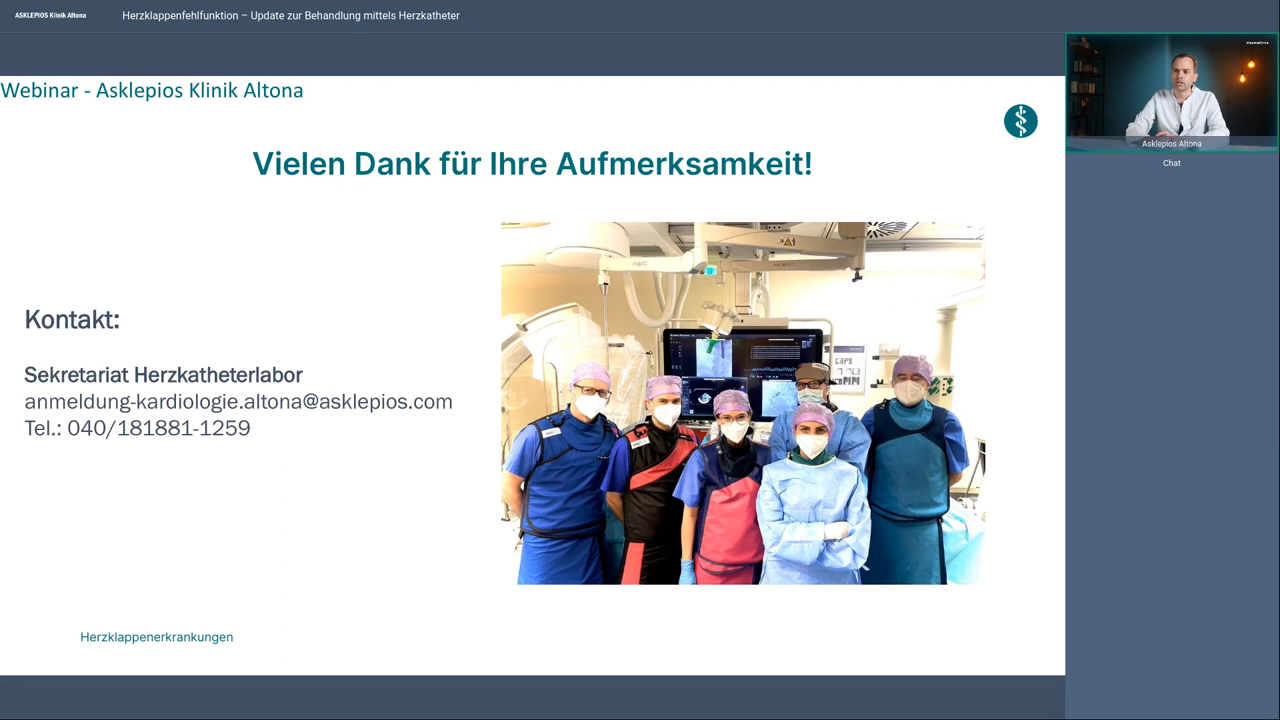 ASKLEPIOS Klinik Altona
Herzklappenfehlfunktion – Update zur Behandlung mittels Herzkatheter
Webinar - Asklepios Klinik Altona
Vielen Dank für Ihre Aufmerksamkeit!
Kontakt:
Sekretariat Herzkatheterlabor
anmeldung-kardiologie.altona@asklepios.com
Tel.: 040/181881-1259
Herzklappenerkrankungen
Asklepios Altona
Chat